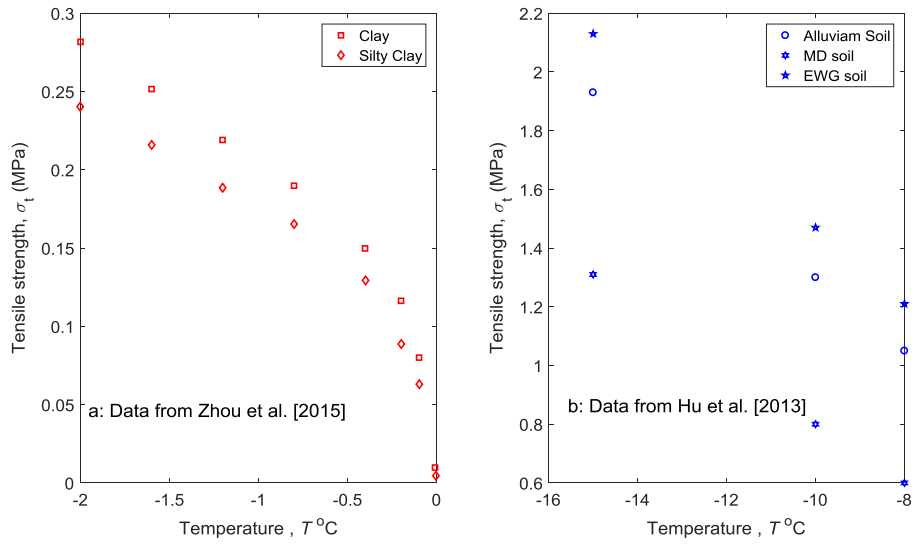 0.3
0.25
0.2
0.15
0.1
0.05
0
Tensile strength, σt (MPa)
Clay
Silty Clay
a: Data from Zhou et al. [2015]
-2
-1.5
-1
-0.5
0
Temperature , T °C
2.2
2
1.8
1.6
1.4
1.2
1
0.8
0.6
Tensile strength, σt (MPa)
Alluviam Soil
MD soil
EWG soil
b: Data from Hu et al. [2013]
-16
-14
-12
-10
-8
Temperature , T °C